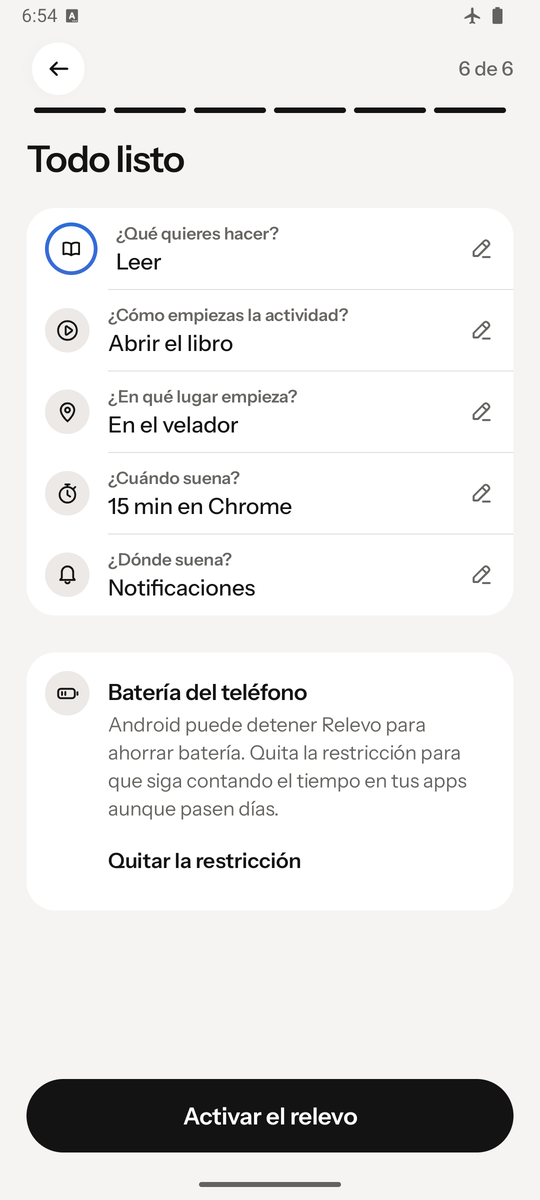 6:54
6 de 6
Todo listo
¿Qué quieres hacer?
Leer
¿Cómo empiezas la actividad?
Abrir el libro
¿En qué lugar empieza?
En el velador
¿Cuándo suena?
15 min en Chrome
¿Dónde suena?
Notificaciones
Batería del teléfono
Android puede detener Relevo para
ahorrar batería. Quita la restricción para
que siga contando el tiempo en tus apps
aunque pasen días.
Quitar la restricción
Activar el relevo